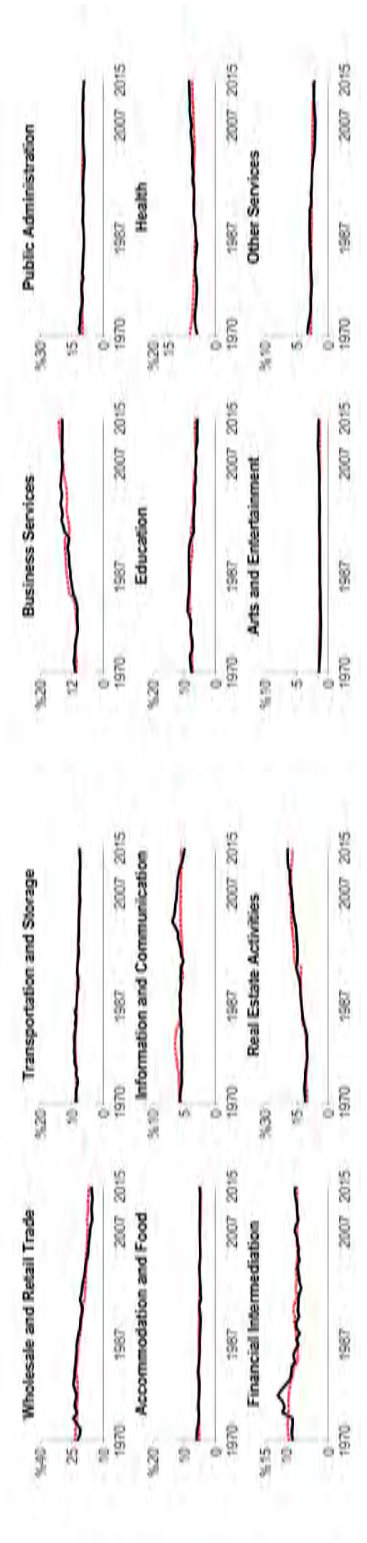 Wholesale and Retail Trade
%40
25
0
1970 1987 2007 2015
Transportation and Storage
%20
10
0
1970 1987 2007 2015
Business Services
%20
12
0
1970 1987 2007 2015
Public Administration
%30
15
0
1970 1987 2007 2015
Accommodation and Food
%20
10
0
1970 1987 2007 2015
Information and Communication
%10
5
0
1970 1987 2007 2015
Education
%20
10
0
1970 1987 2007 2015
Health
%20
15
0
1970 1987 2007 2015
Financial Intermediation
%15
10
0
1970 1987 2007 2015
Real Estate Activities
%30
15
0
1970 1987 2007 2015
Arts and Entertainment
%10
5
0
1970 1987 2007 2015
Other Services
%10
5
0
1970 1987 2007 2015